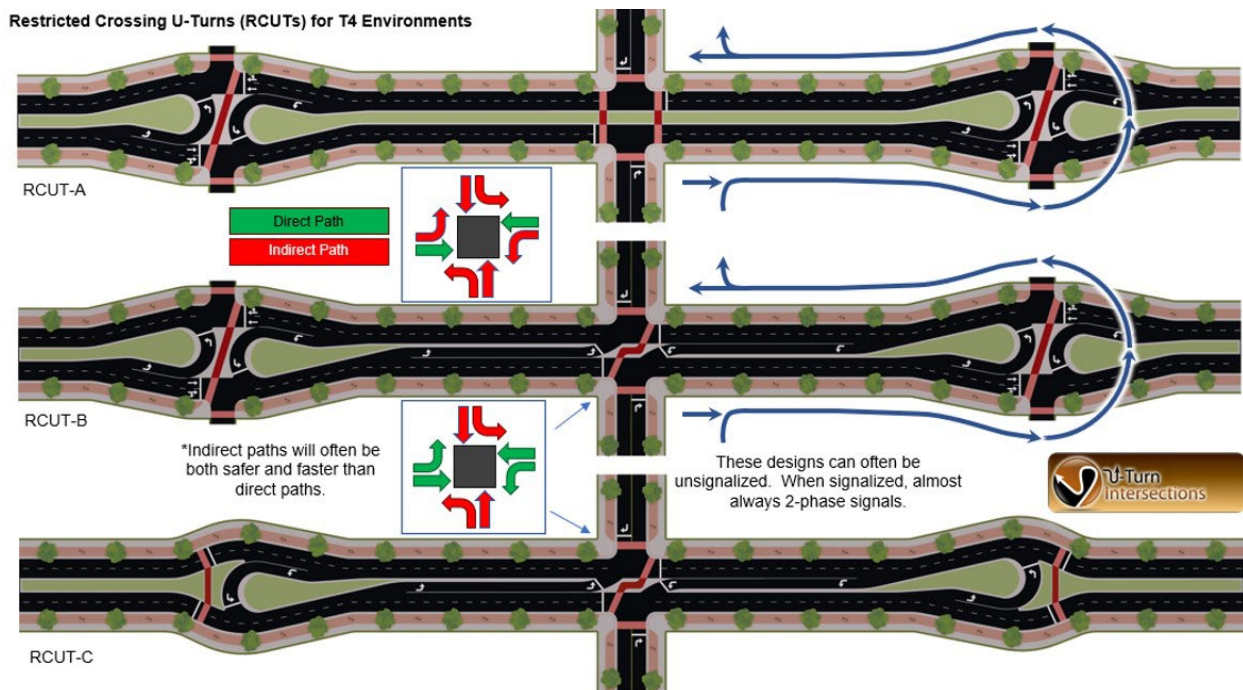 Restricted Crossing U-Turns (RCUTs) for T4 Environments
RCUT-A
Direct Path
Indirect Path
RCUT-B
*Indirect paths will often be
both safer and faster than
direct paths.
These designs can often be
unsignalized. When signalized, almost
always 2-phase signals.
U-Turn
Intersections
RCUT-C